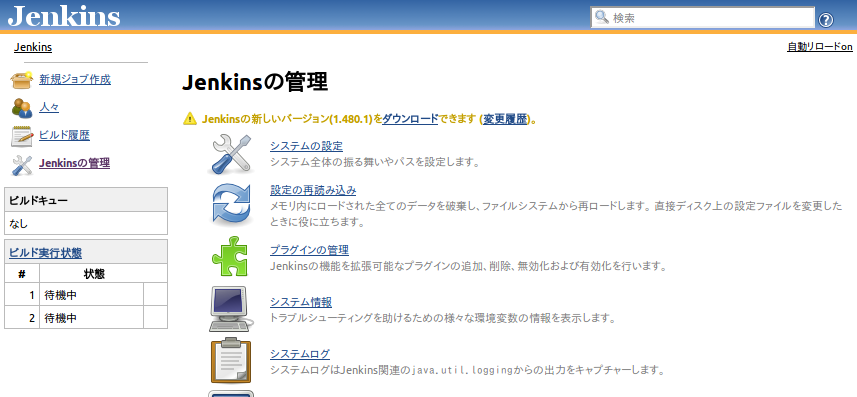 Jenkins
検索
Jenkins
自動リロードon
新規ジョブ作成
人々
ビルド履歴
Jenkinsの管理
ビルドキュー
なし
ビルド実行状態
# 状態
1 待機中
2 待機中
Jenkinsの管理
Jenkinsの新しいバージョン(1.480.1)をダウンロードできます (変更履歴)。
システムの設定
システム全体の振る舞いやパスを設定します。
設定の再読み込み
メモリ内にロードされた全てのデータを破棄し、ファイルシステムから再ロードします。 直接ディスク上の設定ファイルを変更した
ときに役に立ちます。
プラグインの管理
Jenkinsの機能を拡張可能なプラグインの追加、削除、無効化および有効化を行います。
システム情報
トラブルシューティングを助けるための様々な環境変数の情報を表示します。
システムログ
システムログはJenkins関連のjava.util.loggingからの出力をキャプチャーします。